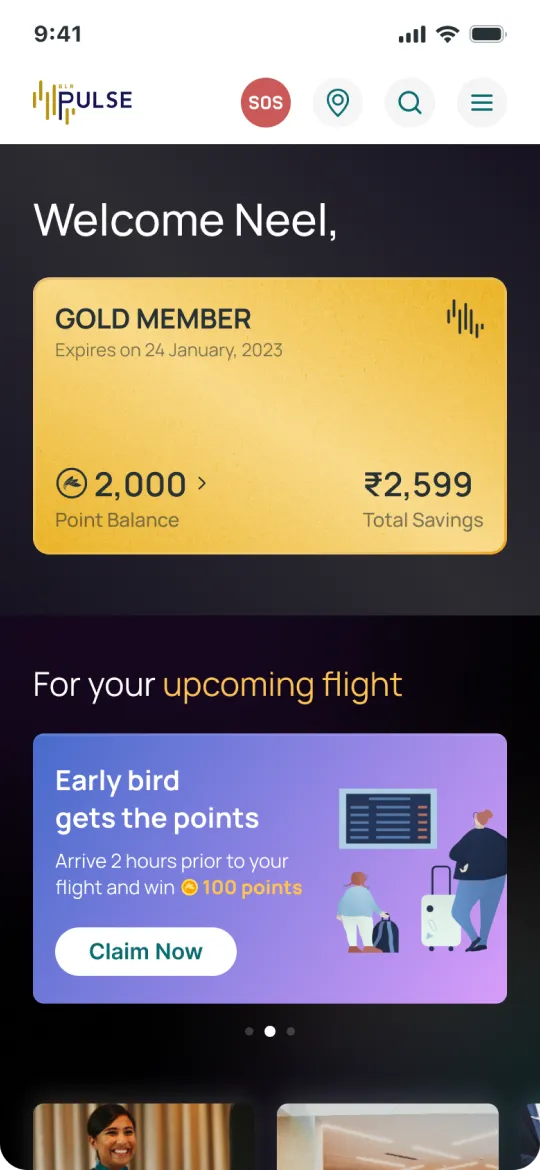 9:41
BLR
PULSE
SOS
Welcome Neel,
GOLD MEMBER
Expires on 24 January, 2023
2,000 >
₹2,599
Point Balance
Total Savings
For your upcoming flight
Early bird
gets the points
Arrive 2 hours prior to your
flight and win 100 points
Claim Now